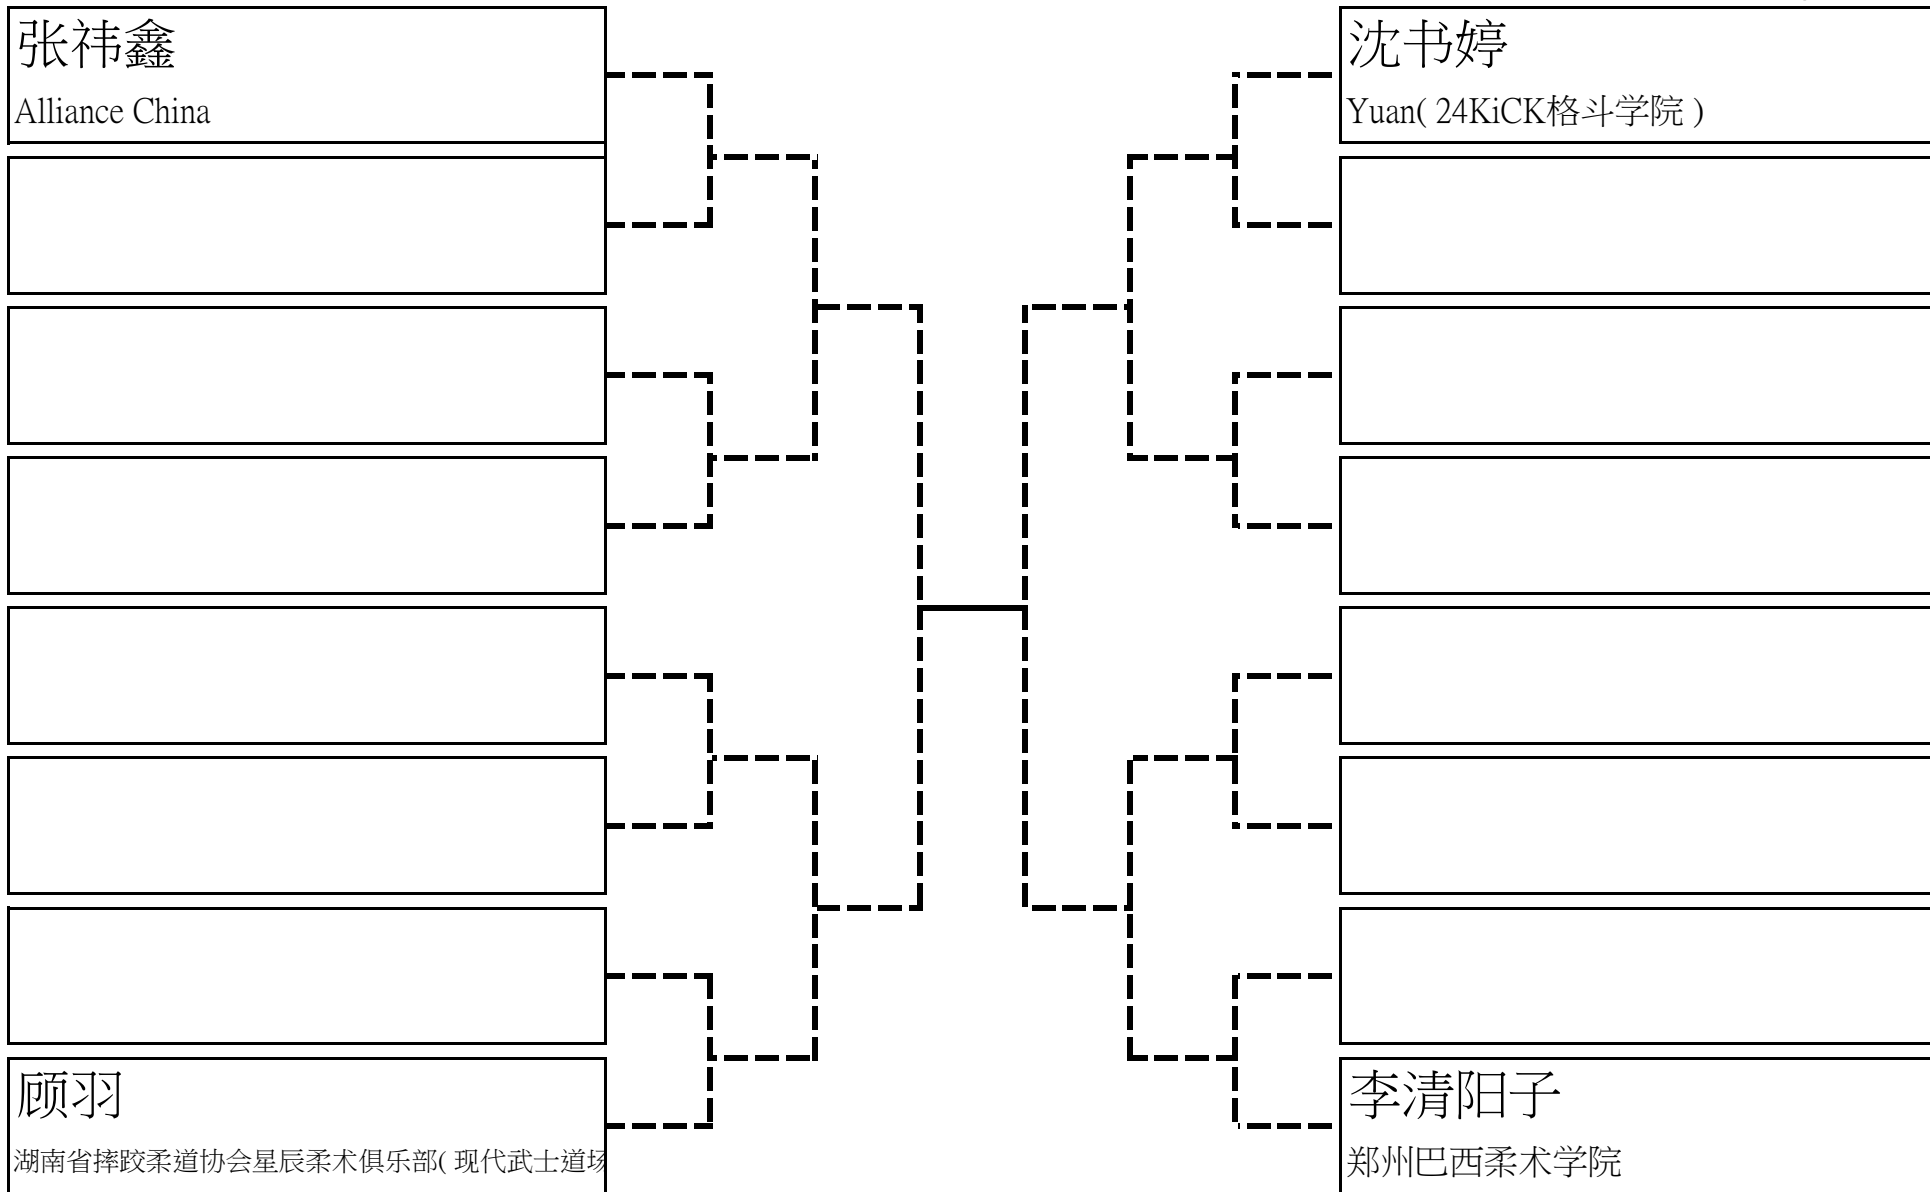 张祎鑫
Alliance China
沈书婷
Yuan( 24KiCK格斗学院 )
顾羽
湖南省摔跤柔道协会星辰柔术俱乐部( 现代武士道场
李清阳子
郑州巴西柔术学院